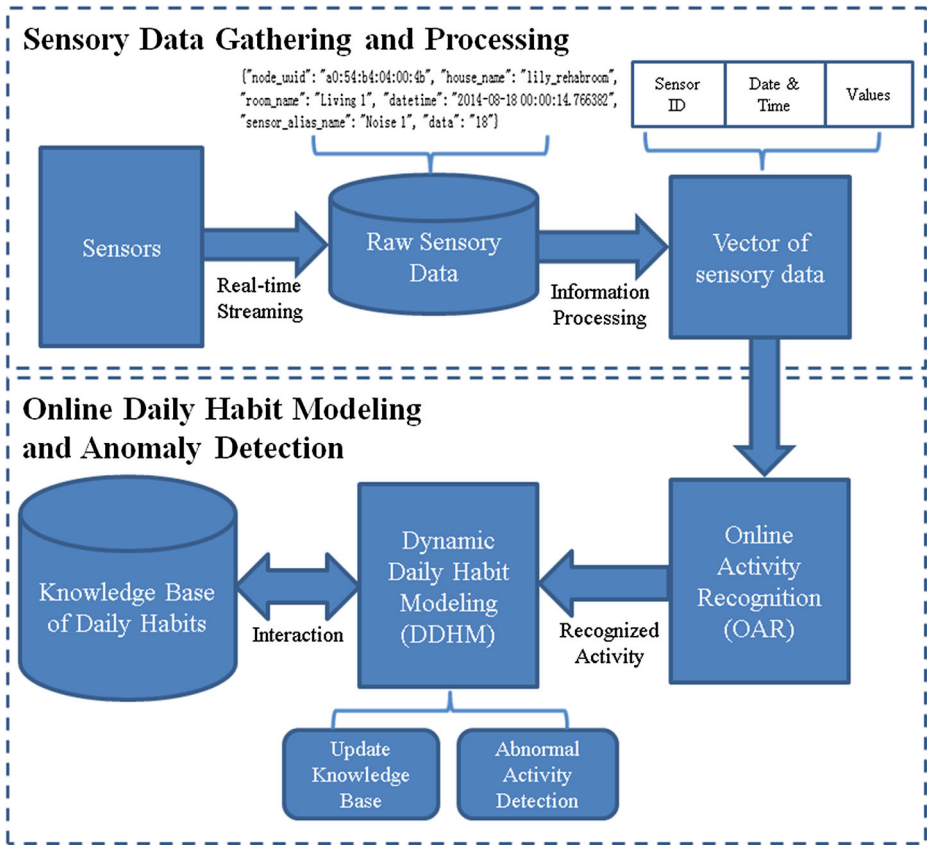 Sensory Data Gathering and Processing
{"node_uuid": "a0:54:b4:04:00:4b", "house_name": "lily_rehabroom",
"room_name": "Living 1", "datetime": "2014-08-18 00:00:14.766382",
"sensor_alias_name": "Noise 1", "data": "18"}
Sensor
ID
Date &
Time
Values
Sensors
Real-time
Streaming
Raw Sensory
Data
Information
Processing
Vector of
sensory data
Online Daily Habit Modeling
and Anomaly Detection
Knowledge Base
of Daily Habits
Interaction
Dynamic
Daily Habit
Modeling
(DDHM)
Recognized
Activity
Online
Activity
Recognition
(OAR)
Update
Knowledge
Base
Abnormal
Activity
Detection